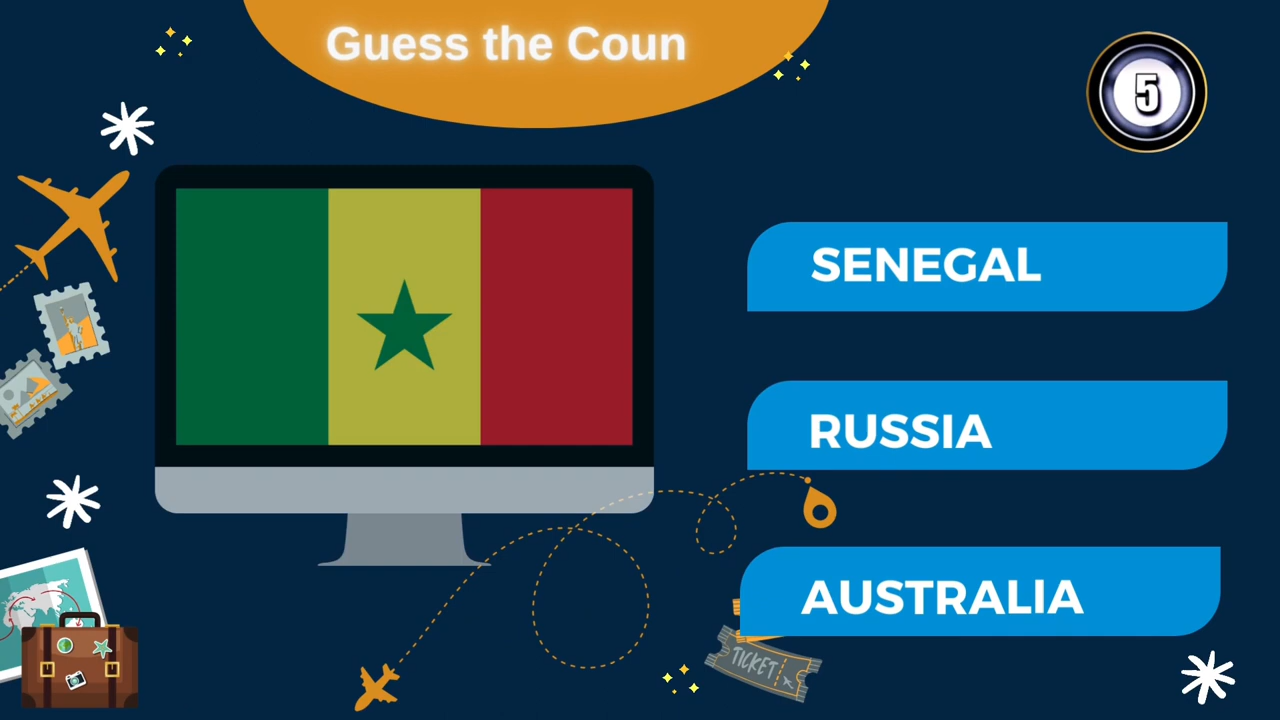 Guess the Coun
5
SENEGAL
RUSSIA
AUSTRALIA
TICKET